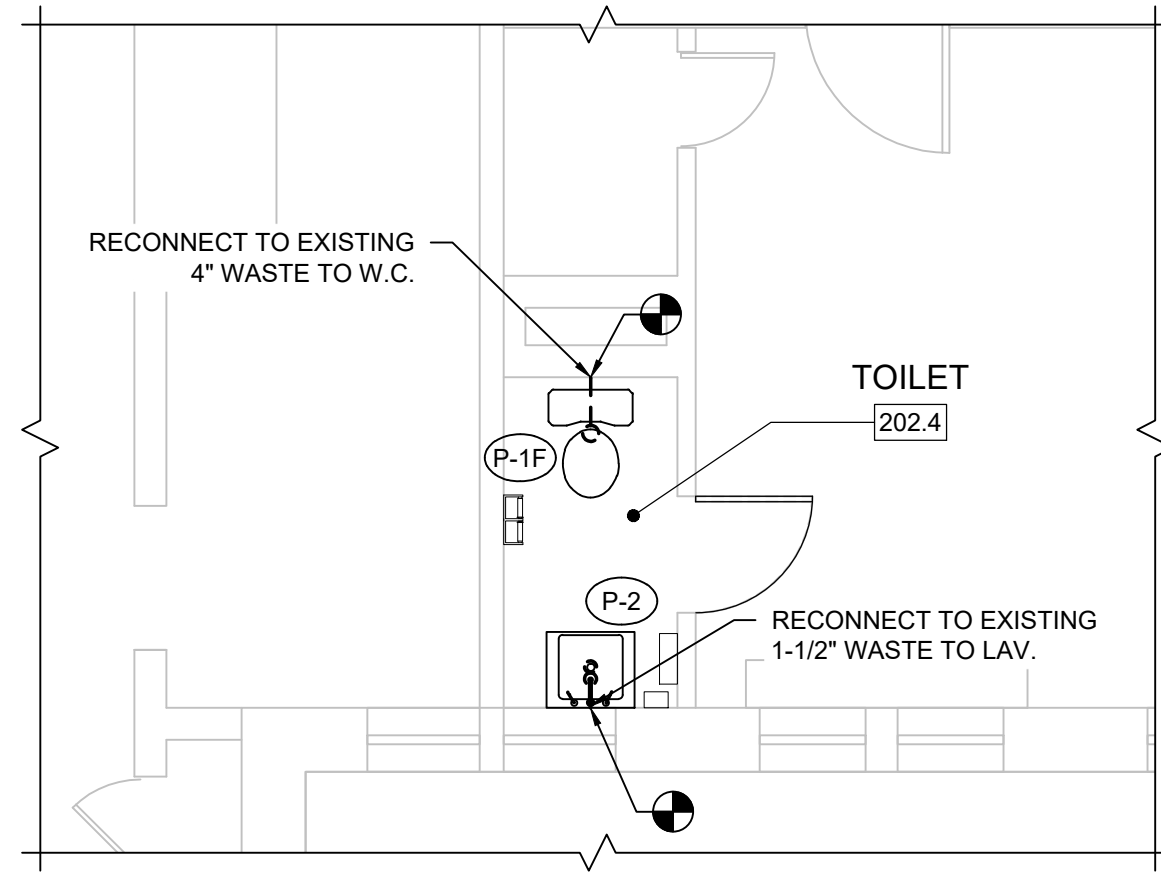 RECONNECT TO EXISTING
4" WASTE TO W.C.
TOILET
202.4
P-1F
P-2
RECONNECT TO EXISTING
1-1/2" WASTE TO LAV.